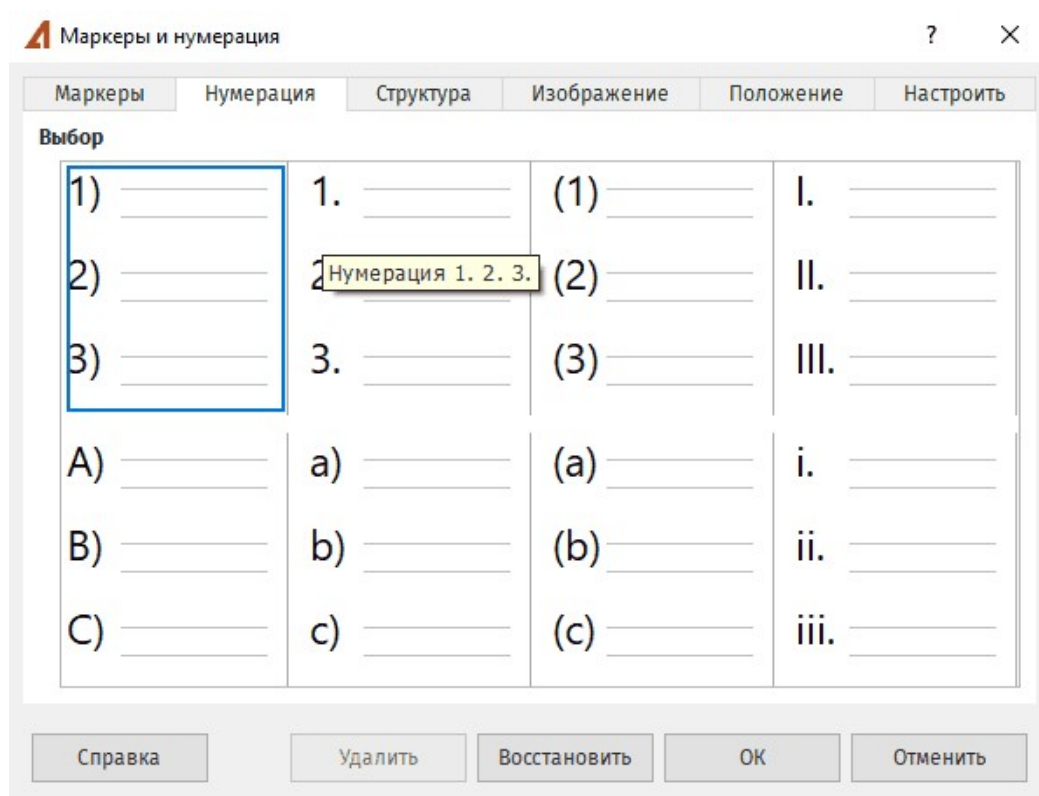 Маркеры и нумерация ?
Маркеры Нумерация Структура Изображение Положение Настроить
Выбор
1) 1. (1) I.
2) 2 Нумерация 1. 2. 3. (2) II.
3) 3. (3) III.
A) a) (a) i.
B) b) (b) ii.
C) c) (c) iii.
Справка Удалить Восстановить ОК Отменить